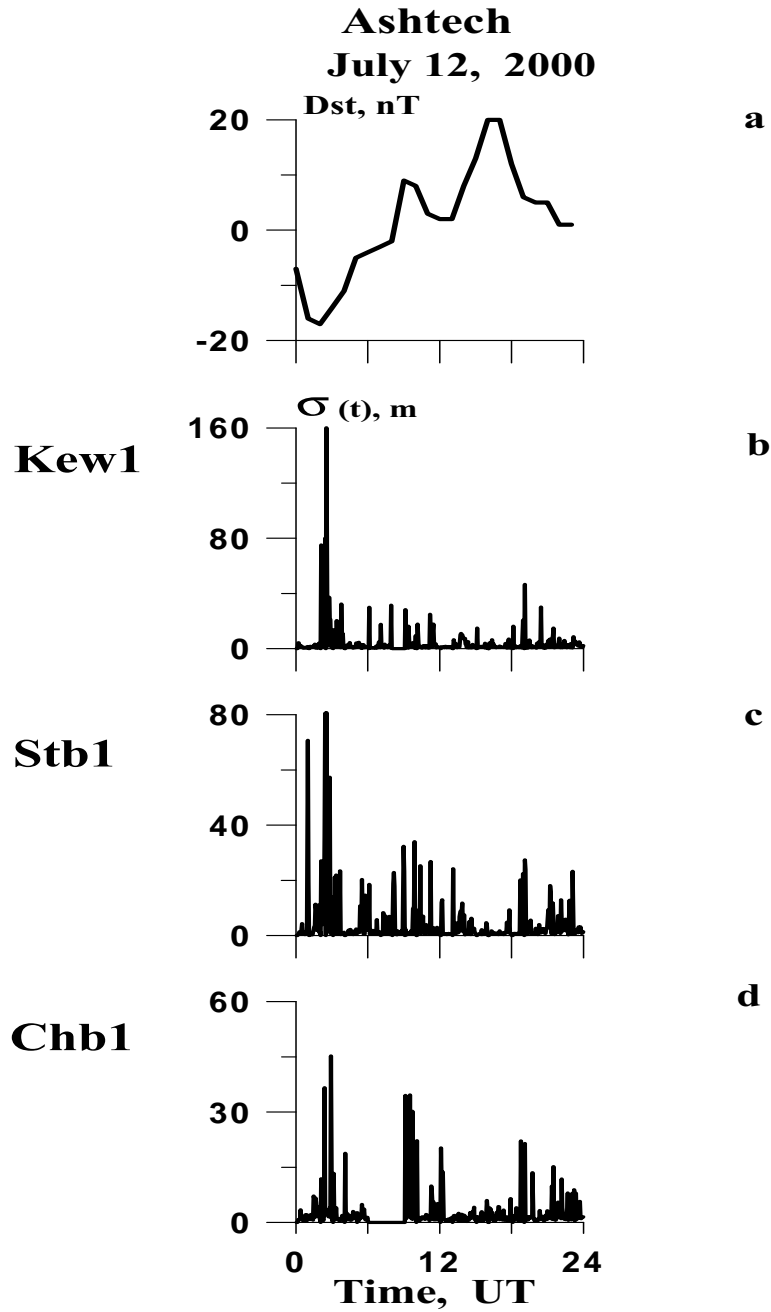 Ashtech
July 12, 2000
Dst, nT
a
20
0
-20
σ (t), m
b
Kew1
160
80
0
c
Stb1
80
40
0
d
Chb1
60
30
0
0 12 24
Time, UT